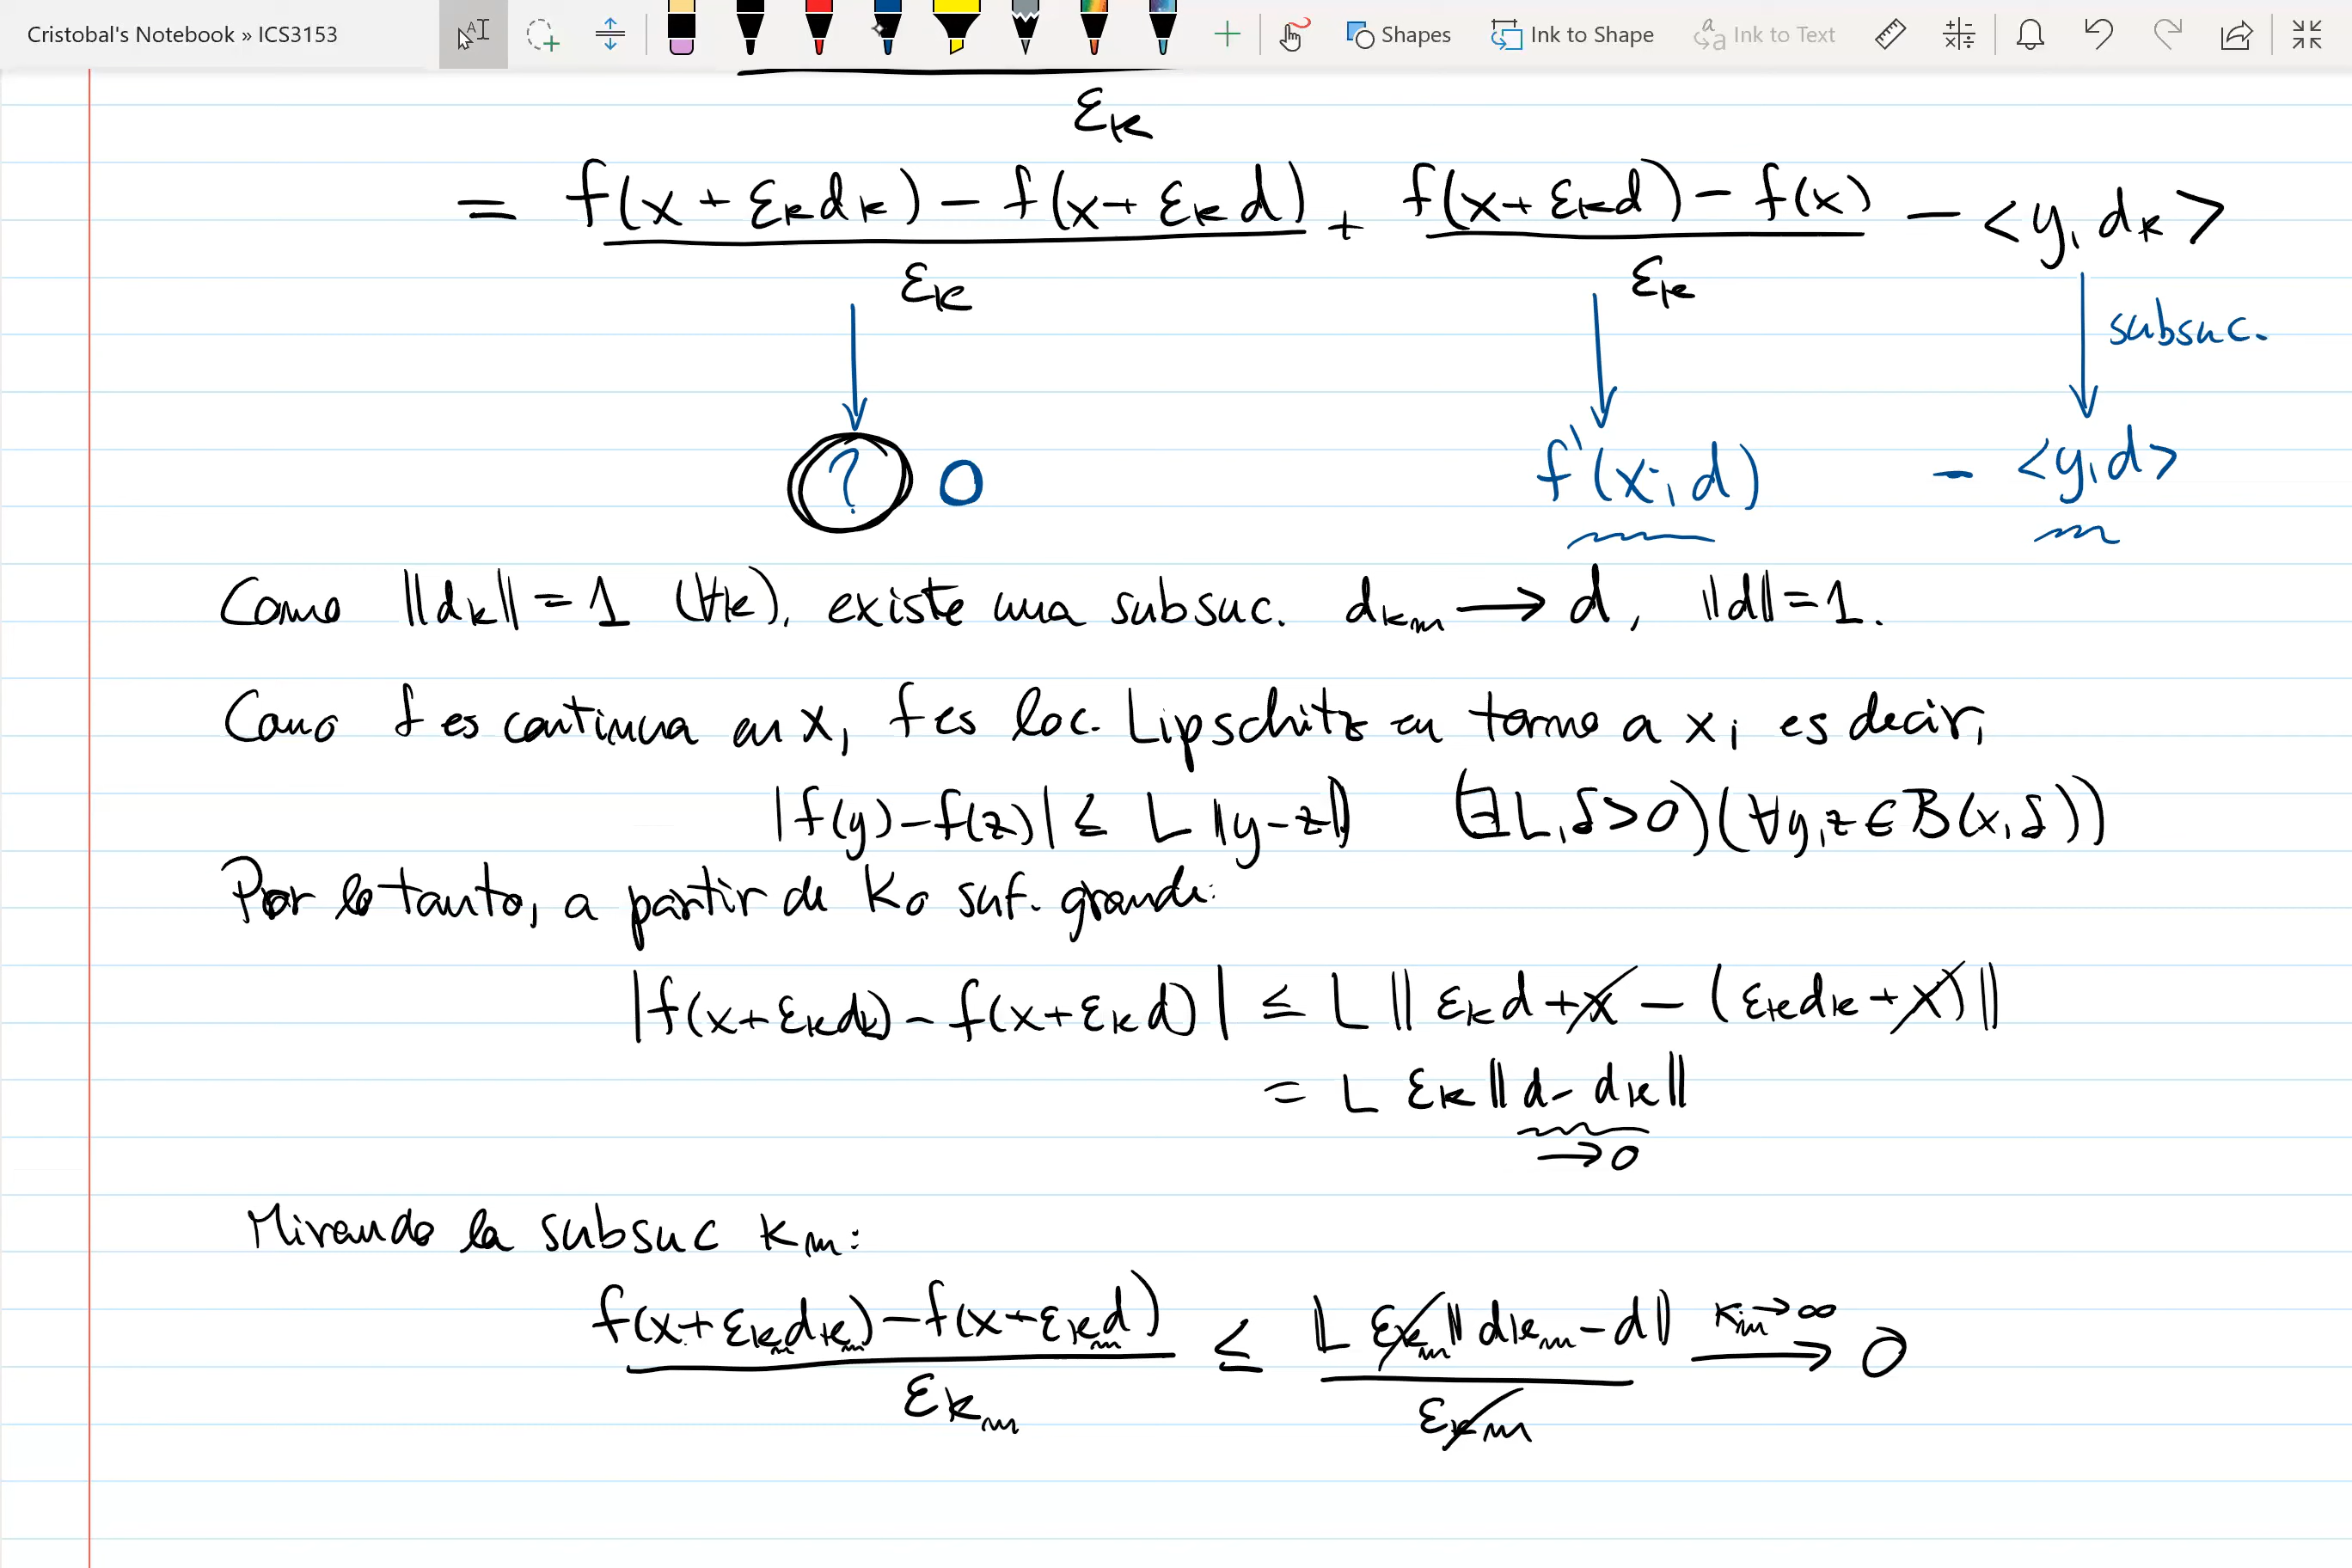 Cristobal's Notebook » ICS3153
Shapes Ink to Shape Ink to Text
εₖ
= f(x + εₖdₖ) − f(x + εₖd) / εₖ + f(x + εₖd) − f(x) / εₖ − <y, dₖ>
subsuc.
? 0 f'(x; d) − <y, d>
Como ||dₖ|| = 1 (∀k), existe una subsuc. dₖₘ → d, ||d|| = 1.
Como f es continua en x, f es loc. Lipschitz en torno a x, es decir,
|f(y) − f(z)| ≤ L ||y − z|| (∃ L, δ > 0)(∀y, z ∈ B(x, δ))
Por lo tanto, a partir de K₀ suf. grande:
|f(x + εₖdₖ) − f(x + εₖd)| ≤ L || εₖd + x − (εₖdₖ + x) ||
= L εₖ ||d − dₖ||
→ 0
Mirando la subsuc kₘ:
f(x + εₖₘdₖₘ) − f(x + εₖₘd) / εₖₘ ≤ L εₖₘ ||dₖₘ − d|| / εₖₘ kₘ → ∞ → 0